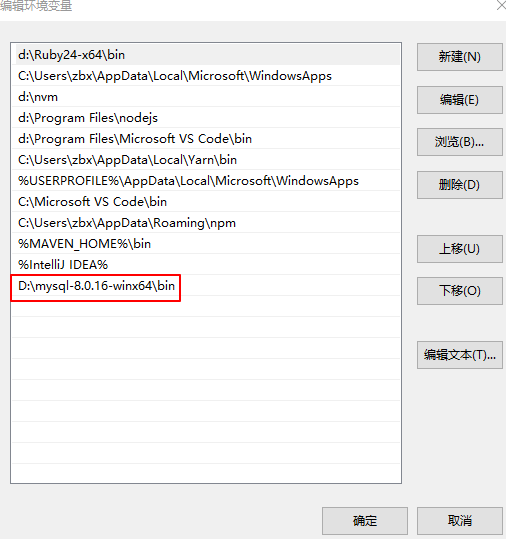 编辑环境变量
d:\Ruby24-x64\bin
C:\Users\zbx\AppData\Local\Microsoft\WindowsApps
d:\nvm
d:\Program Files\nodejs
d:\Program Files\Microsoft VS Code\bin
C:\Users\zbx\AppData\Local\Yarn\bin
%USERPROFILE%\AppData\Local\Microsoft\WindowsApps
C:\Microsoft VS Code\bin
C:\Users\zbx\AppData\Roaming\npm
%MAVEN_HOME%\bin
%IntelliJ IDEA%
D:\mysql-8.0.16-winx64\bin
新建(N)
编辑(E)
浏览(B)...
删除(D)
上移(U)
下移(O)
编辑文本(T)...
确定
取消